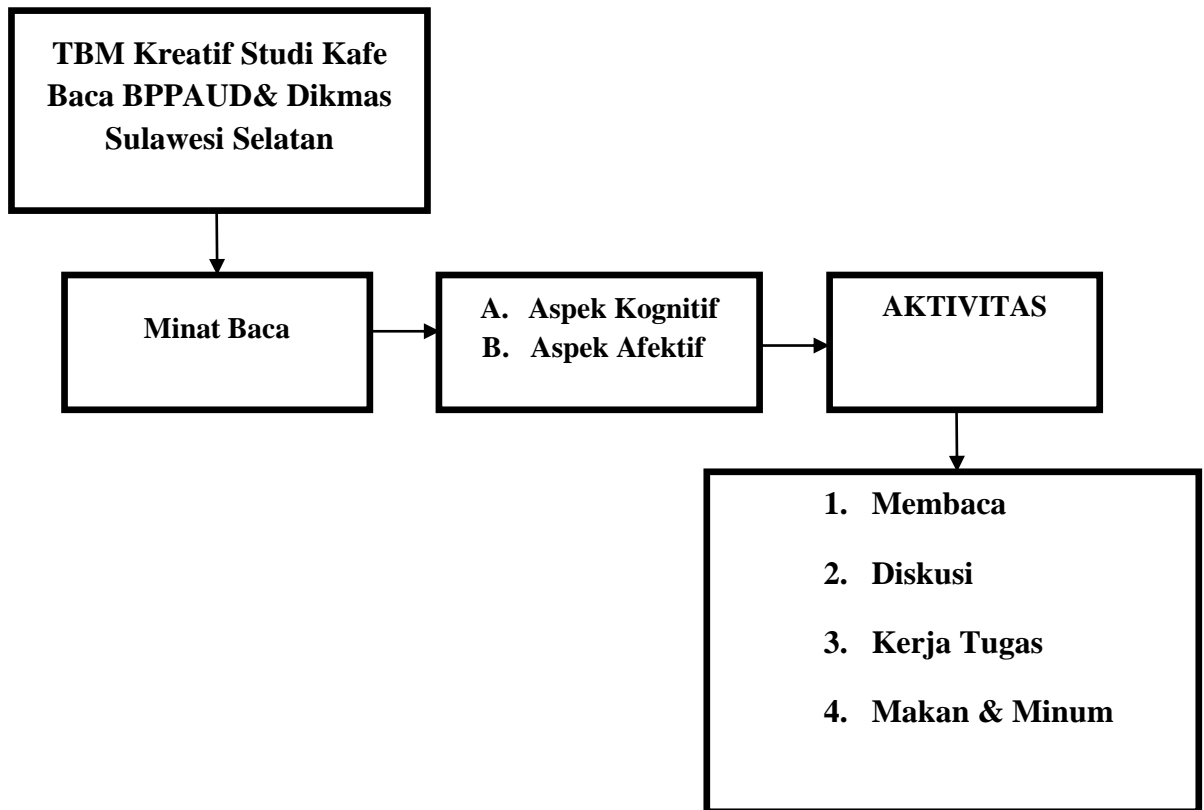 TBM Kreatif Studi Kafe
Baca BPPAUD& Dikmas
Sulawesi Selatan
Minat Baca
A. Aspek Kognitif
B. Aspek Afektif
AKTIVITAS
1. Membaca
2. Diskusi
3. Kerja Tugas
4. Makan & Minum